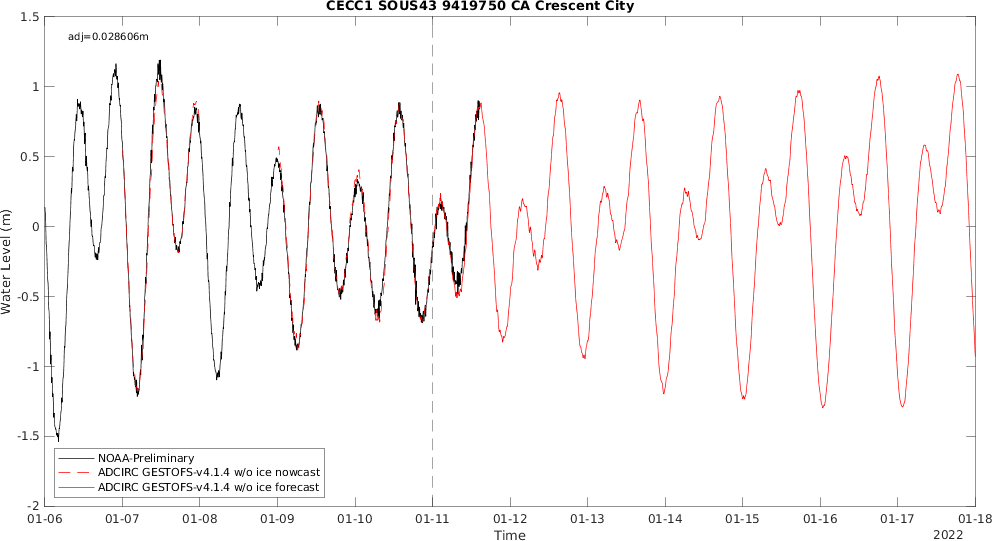 CECC1 SOUS43 9419750 CA Crescent City
adj=0.028606m
1.5
1
0.5
0
-0.5
-1
-1.5
-2
Water Level (m)
NOAA-Preliminary
ADCIRC GESTOFS-v4.1.4 w/o ice nowcast
ADCIRC GESTOFS-v4.1.4 w/o ice forecast
01-06 01-07 01-08 01-09 01-10 01-11 01-12 01-13 01-14 01-15 01-16 01-17 01-18
Time
2022